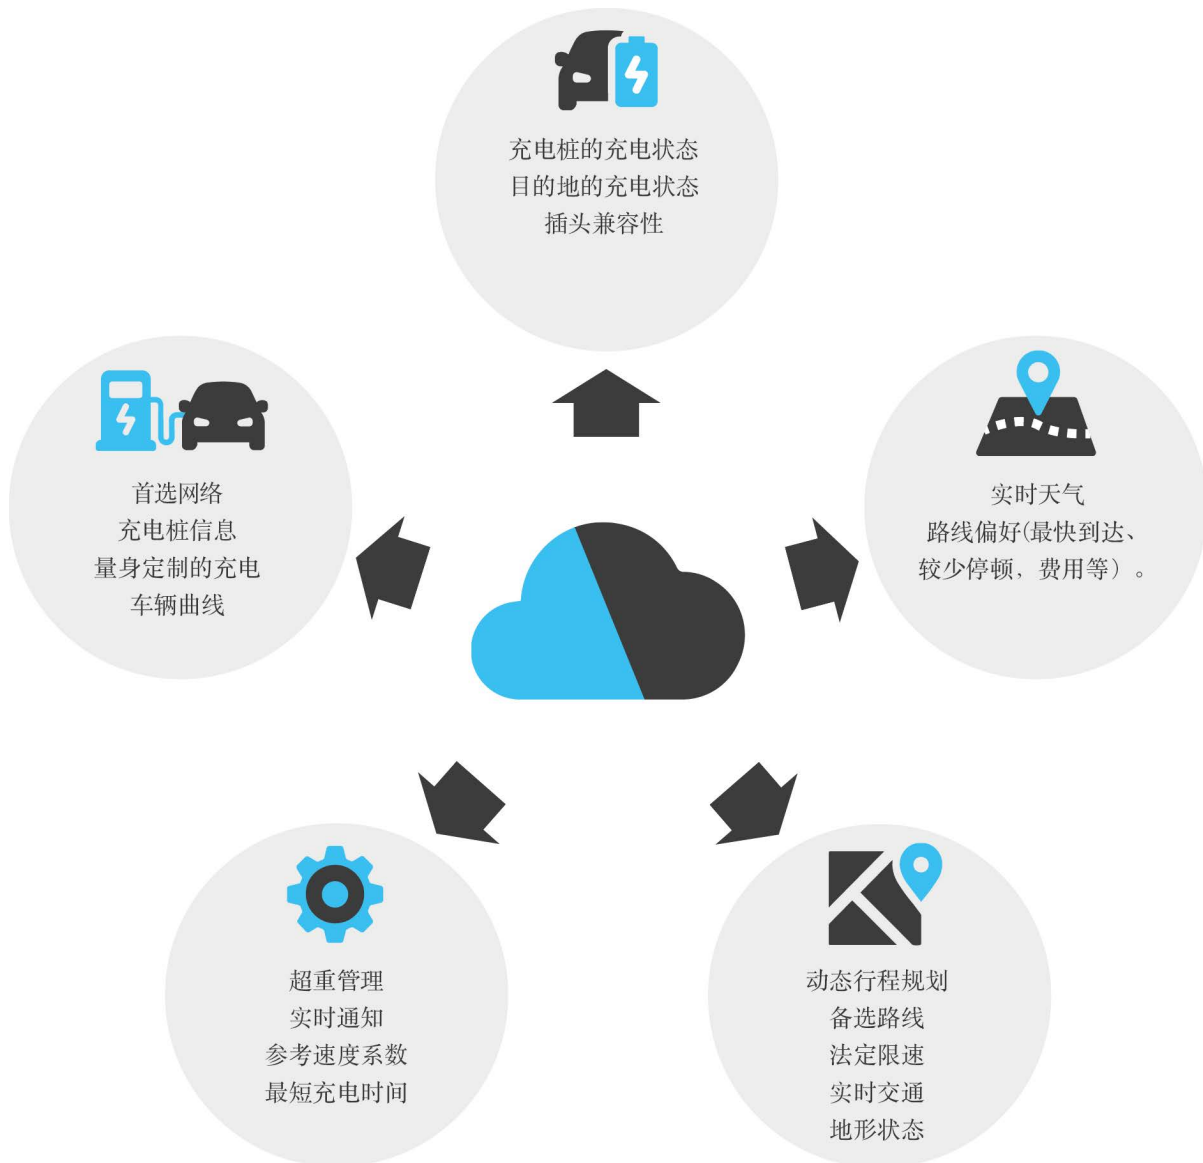 充电桩的充电状态
目的地的充电状态
插头兼容性
首选网络
充电桩信息
量身定制的充电
车辆曲线
实时天气
路线偏好(最快到达、
较少停顿，费用等）。
超重管理
实时通知
参考速度系数
最短充电时间
动态行程规划
备选路线
法定限速
实时交通
地形状态